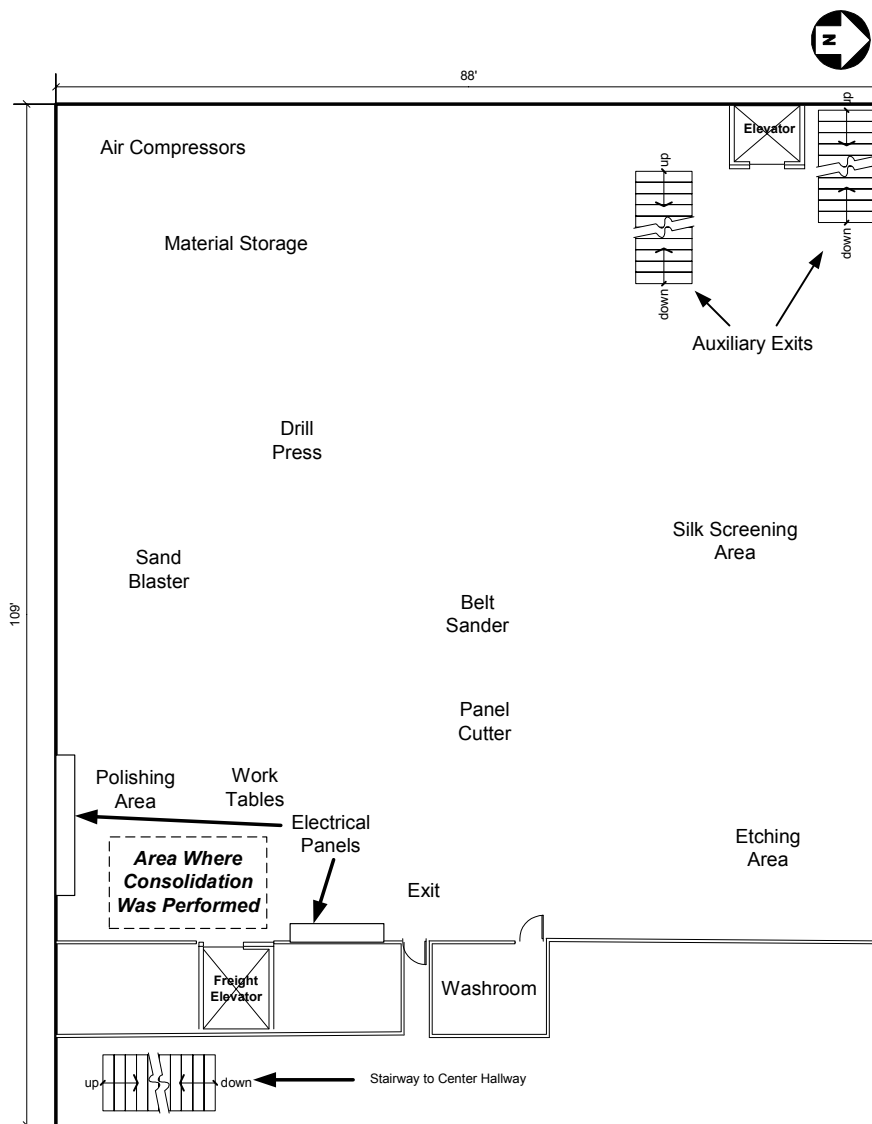 N
88'
Elevator
up
Air Compressors
up
Material Storage
down
down
Auxiliary Exits
Drill
Press
Silk Screening
Area
Sand
Blaster
Belt
Sander
109'
Panel
Cutter
Polishing
Area
Work
Tables
Electrical
Panels
Etching
Area
Area Where
Consolidation
Was Performed
Exit
Freight
Elevator
Washroom
up
down
Stairway to Center Hallway